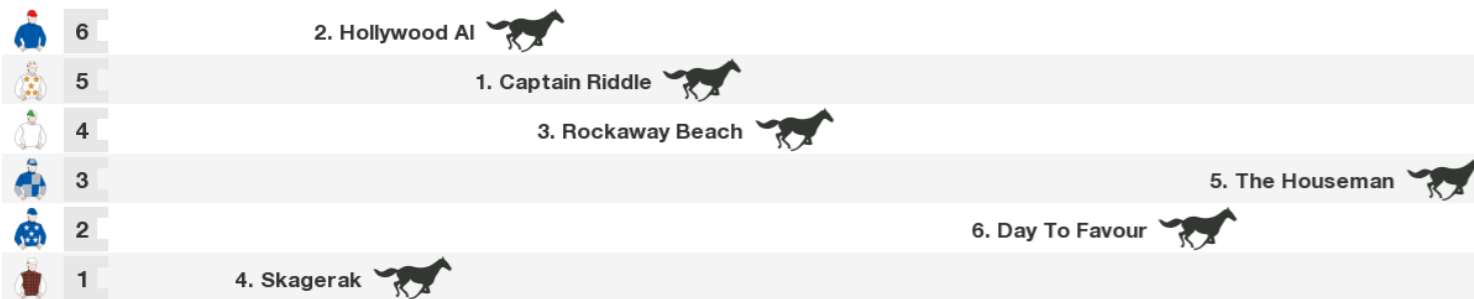 6 2. Hollywood Al
5 1. Captain Riddle
4 3. Rockaway Beach
3 5. The Houseman
2 6. Day To Favour
1 4. Skagerak